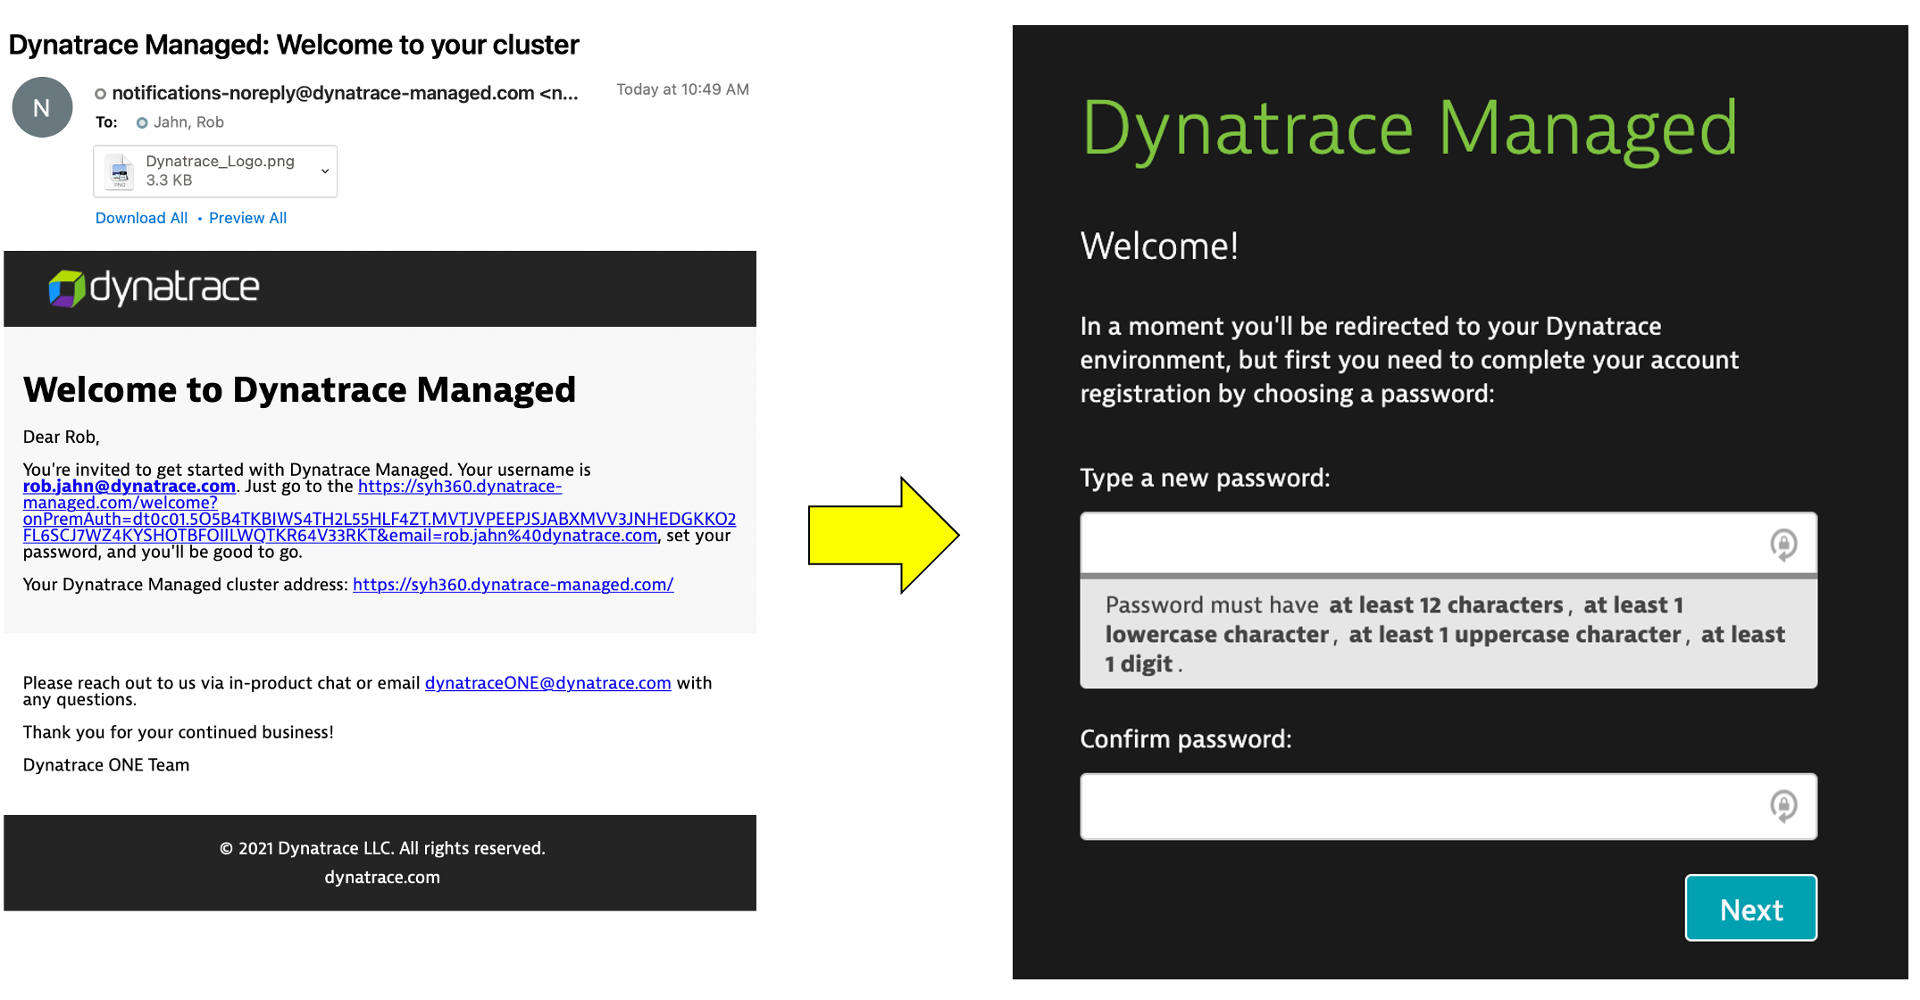 Dynatrace Managed: Welcome to your cluster
N
notifications-noreply@dynatrace-managed.com <n...
Today at 10:49 AM
To: Jahn, Rob
Dynatrace_Logo.png
3.3 KB
PNG
Download All • Preview All
dynatrace
Welcome to Dynatrace Managed
Dear Rob,
You're invited to get started with Dynatrace Managed. Your username is
rob.jahn@dynatrace.com. Just go to the https://syh360.dynatrace-
managed.com/welcome?
onPremAuth=dt0c01.5O5B4TKBIWS4TH2L55HLF4ZT.MVTJVPEEPJSJABXMVV3JNHEDGKKO2
FL6SCJ7WZ4KYSHOTBFOIILWQTKR64V33RKT&email=rob.jahn%40dynatrace.com, set your
password, and you'll be good to go.
Your Dynatrace Managed cluster address: https://syh360.dynatrace-managed.com/
Please reach out to us via in-product chat or email dynatraceONE@dynatrace.com with
any questions.
Thank you for your continued business!
Dynatrace ONE Team
© 2021 Dynatrace LLC. All rights reserved.
dynatrace.com
Dynatrace Managed
Welcome!
In a moment you'll be redirected to your Dynatrace
environment, but first you need to complete your account
registration by choosing a password:
Type a new password:
Password must have at least 12 characters, at least 1
lowercase character, at least 1 uppercase character, at least
1 digit.
Confirm password:
Next